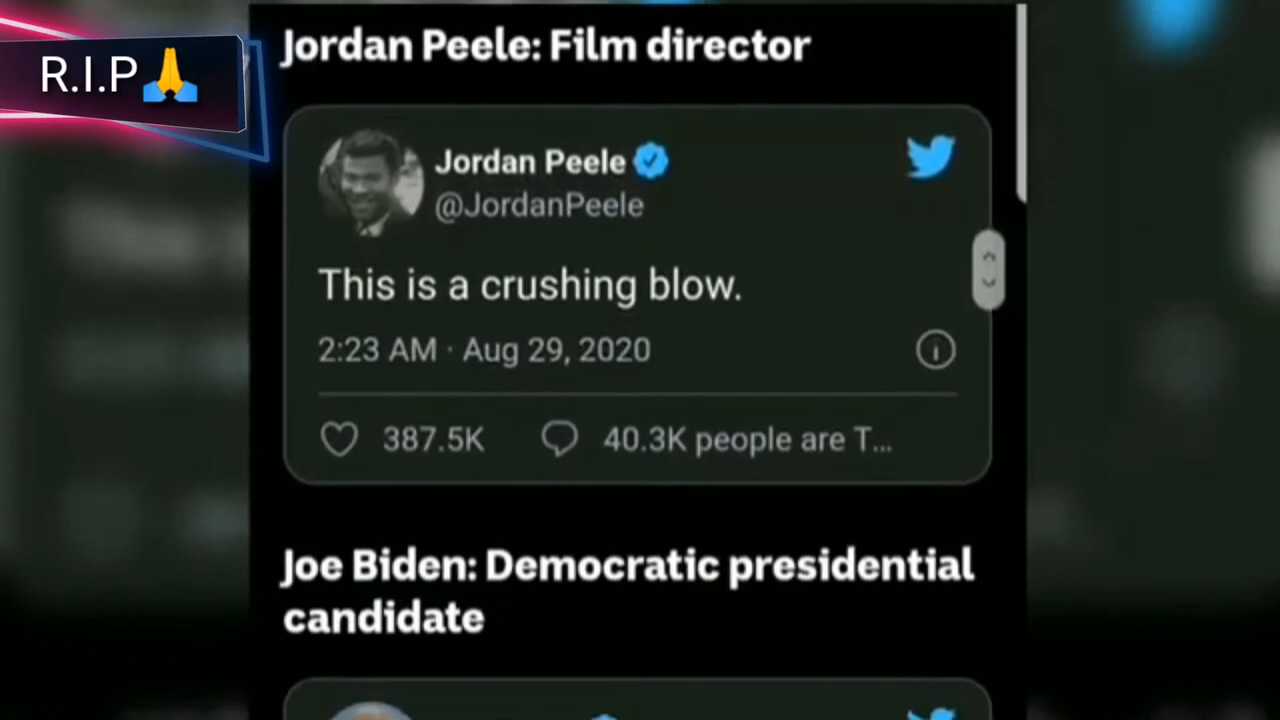 R.I.P🙏
Jordan Peele: Film director
Jordan Peele
@JordanPeele
This is a crushing blow.
2:23 AM · Aug 29, 2020
387.5K 40.3K people are T...
Joe Biden: Democratic presidential
candidate